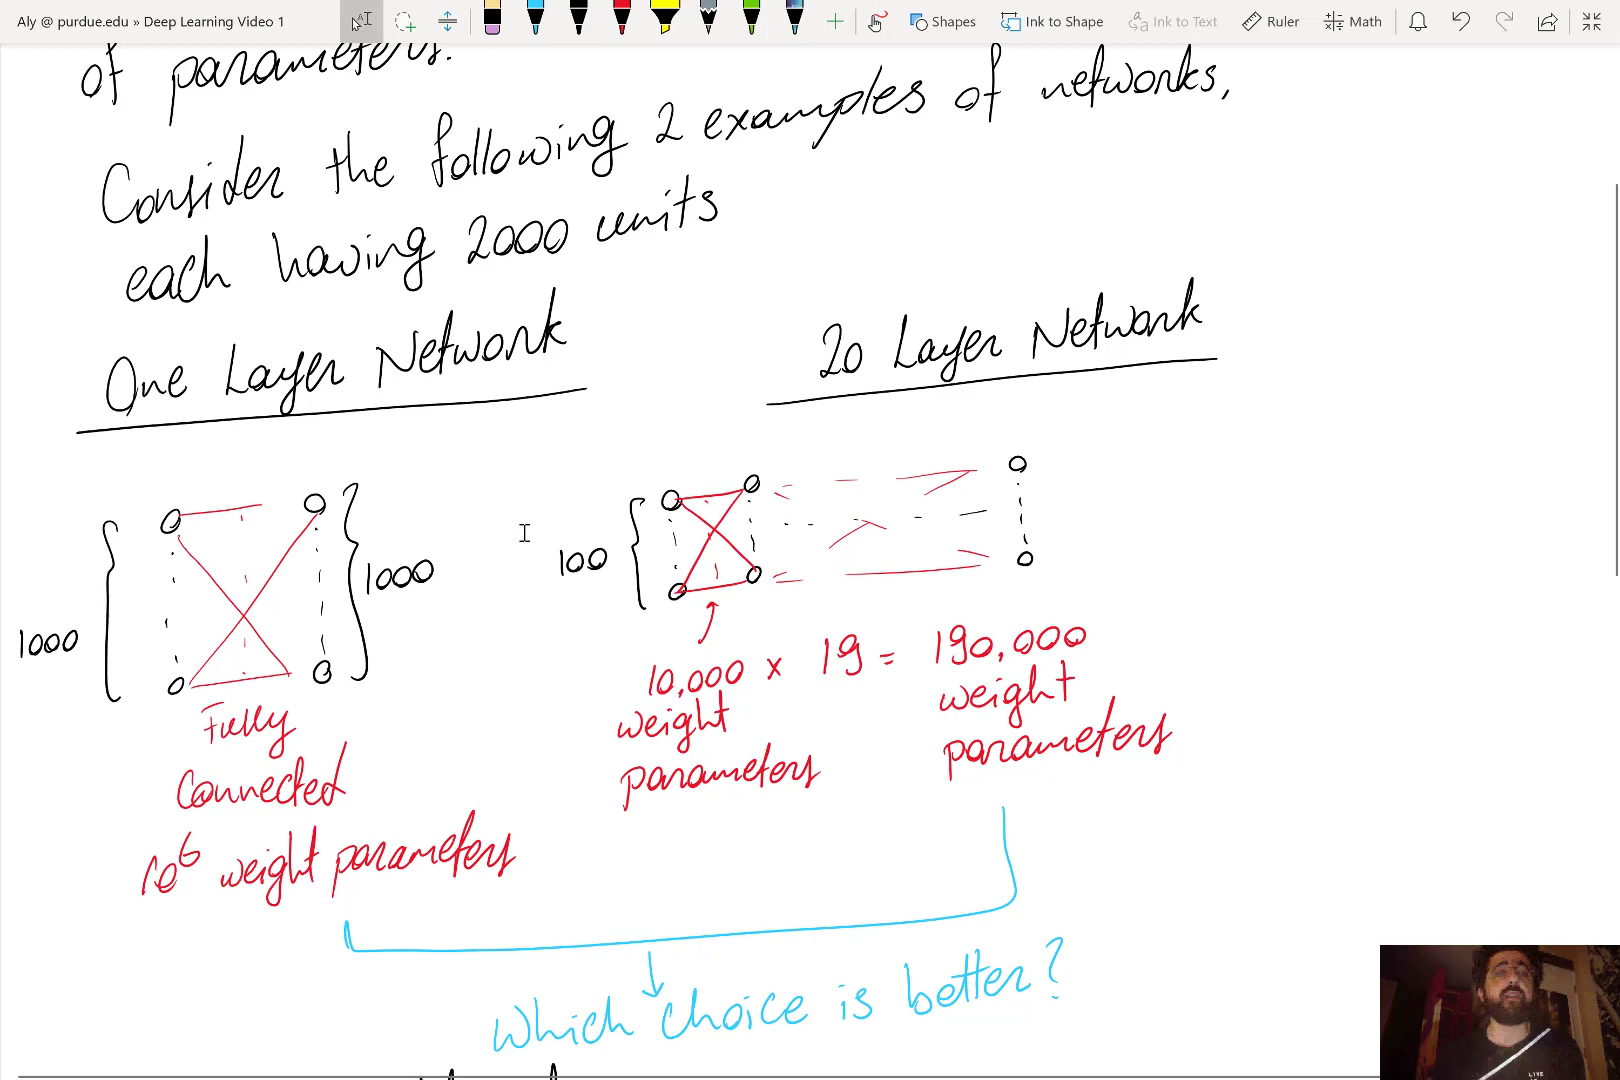 Aly @ purdue.edu » Deep Learning Video 1
Shapes
Ink to Shape
Ink to Text
Ruler
Math
of parameters.
Consider the following 2 examples of networks,
each having 2000 units
One Layer Network
20 Layer Network
1000
1000
100
Fully
Connected
10^6 weight parameters
10,000 x 19 = 190,000
weight
parameters
weight
parameters
Which choice is better?
LIVE